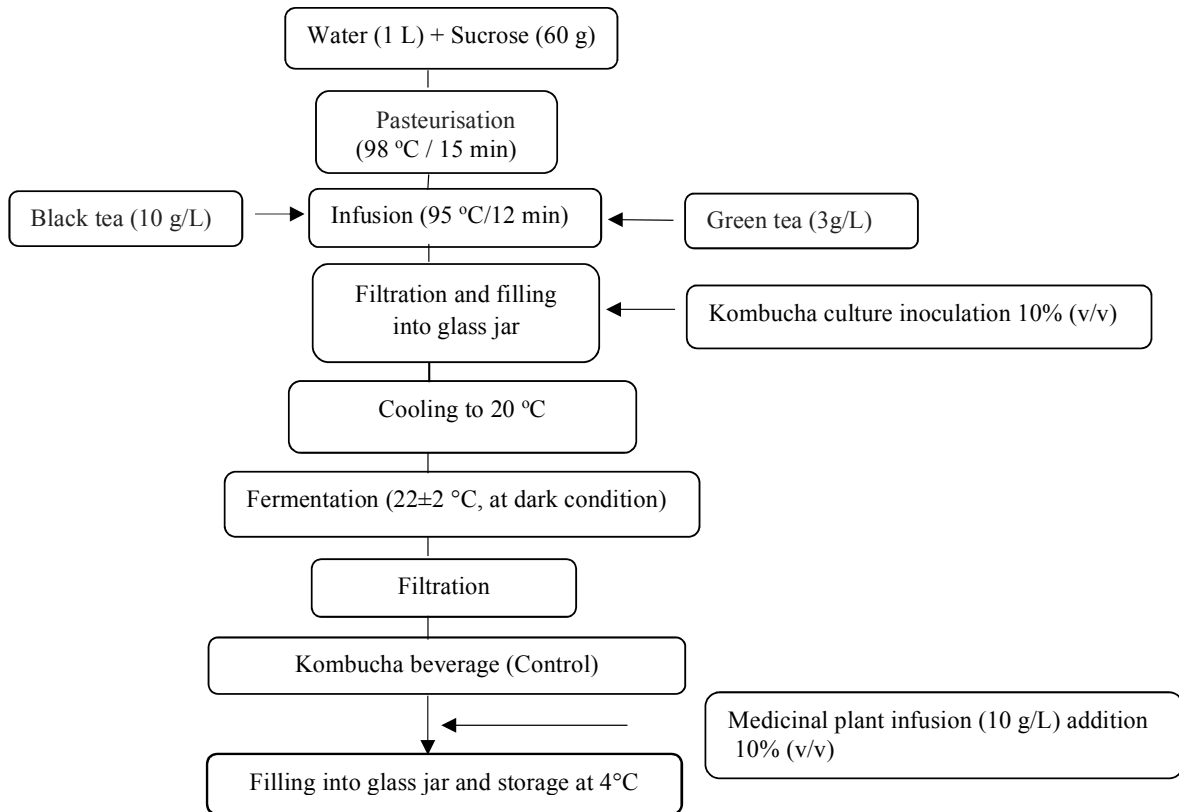 Water (1 L) + Sucrose (60 g)
Pasteurisation
(98 ºC / 15 min)
Black tea (10 g/L)
Infusion (95 ºC/12 min)
Green tea (3g/L)
Filtration and filling
into glass jar
Kombucha culture inoculation 10% (v/v)
Cooling to 20 ºC
Fermentation (22±2 °C, at dark condition)
Filtration
Kombucha beverage (Control)
Medicinal plant infusion (10 g/L) addition
10% (v/v)
Filling into glass jar and storage at 4°C